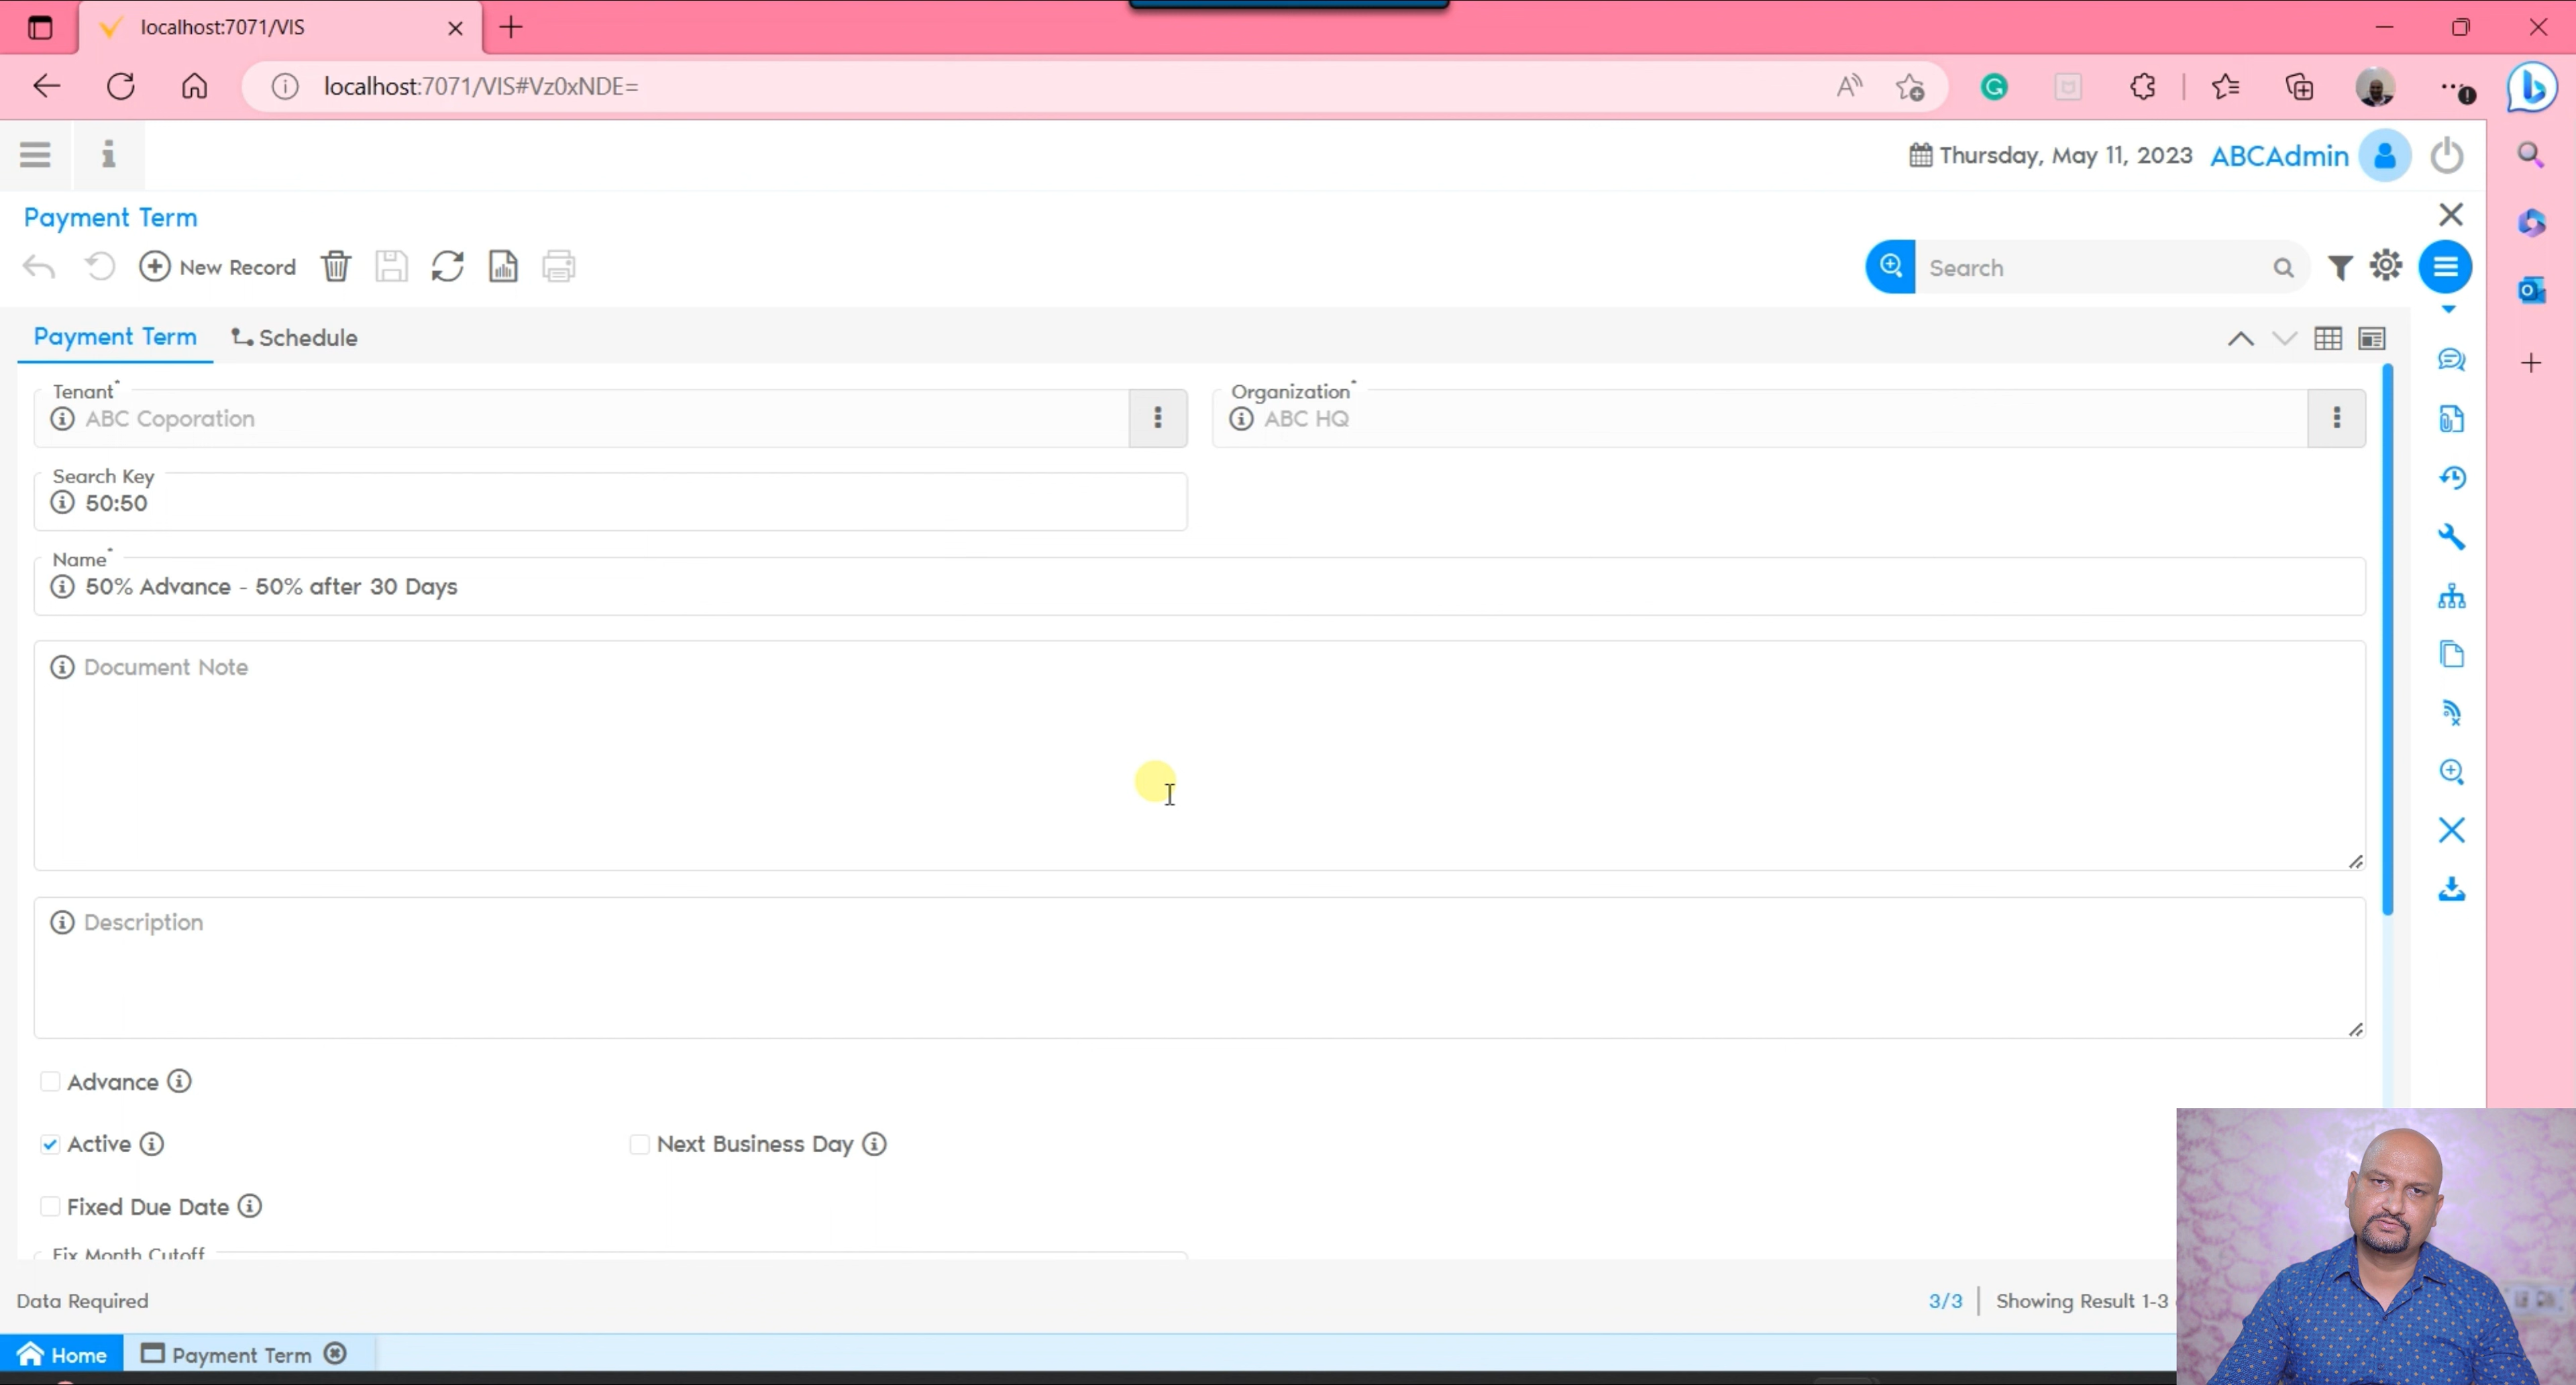 localhost:7071/VIS
localhost:7071/VIS#Vz0xNDE=
Thursday, May 11, 2023 ABCAdmin
Payment Term
New Record
Search
Payment Term Schedule
Tenant*
ABC Coporation
Organization*
ABC HQ
Search Key
50:50
Name*
50% Advance - 50% after 30 Days
Document Note
Description
Advance
Active
Next Business Day
Fixed Due Date
Fix Month Cutoff
Data Required
3/3 | Showing Result 1-3
Home Payment Term